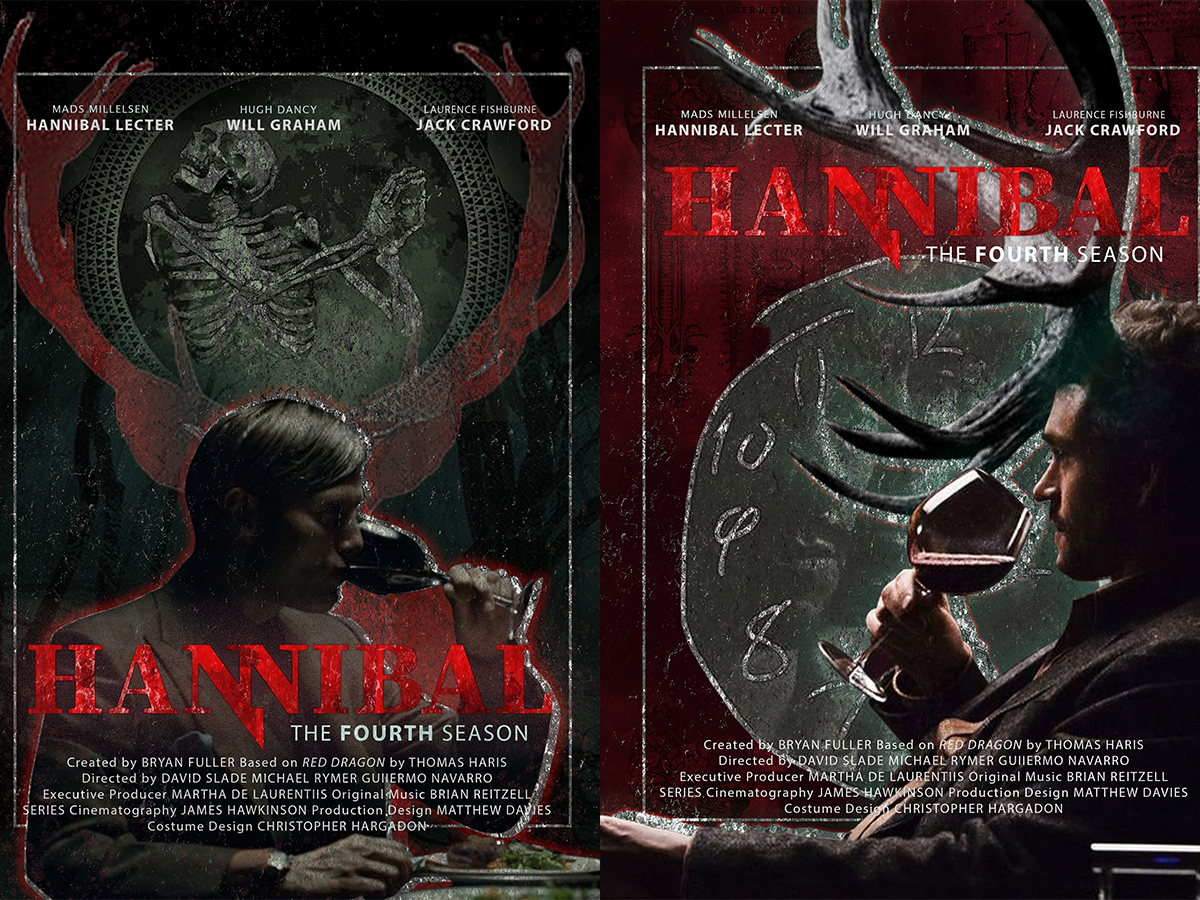 MADS MILLELSEN
HANNIBAL LECTER
HUGH DANCY
WILL GRAHAM
LAURENCE FISHBURNE
JACK CRAWFORD
HANNIBAL
THE FOURTH SEASON
Created by BRYAN FULLER Based on RED DRAGON by THOMAS HARIS
Directed by DAVID SLADE MICHAEL RYMER GUIIERMO NAVARRO
Executive Producer MARTHA DE LAURENTIIS Original Music BRIAN REITZELL
SERIES Cinematography JAMES HAWKINSON Production Design MATTHEW DAVIES
Costume Design CHRISTOPHER HARGADON
MADS MILLELSEN
HANNIBAL LECTER
HUGH DANCY
WILL GRAHAM
LAURENCE FISHBURNE
JACK CRAWFORD
HANNIBAL
THE FOURTH SEASON
12
11
10
9
8
Created by BRYAN FULLER Based on RED DRAGON by THOMAS HARIS
Directed by DAVID SLADE MICHAEL RYMER GUIIERMO NAVARRO
Executive Producer MARTHA DE LAURENTIIS Original Music BRIAN REITZELL
SERIES Cinematography JAMES HAWKINSON Production Design MATTHEW DAVIES
Costume Design CHRISTOPHER HARGADON